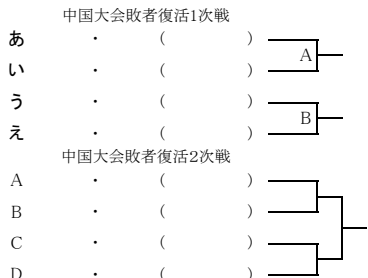 中国大会敗者復活1次戦
あ ・ ( )
A
い ・ ( )
う ・ ( )
B
え ・ ( )
中国大会敗者復活2次戦
A ・ ( )
B ・ ( )
C ・ ( )
D ・ ( )